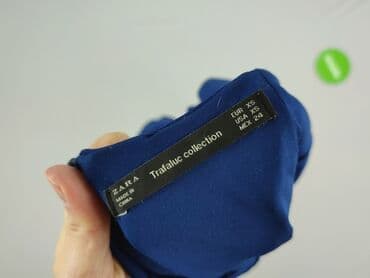 ZARA
MADE IN
CHINA
Trafaluc collection
EUR XS
USA XS
MEX 24